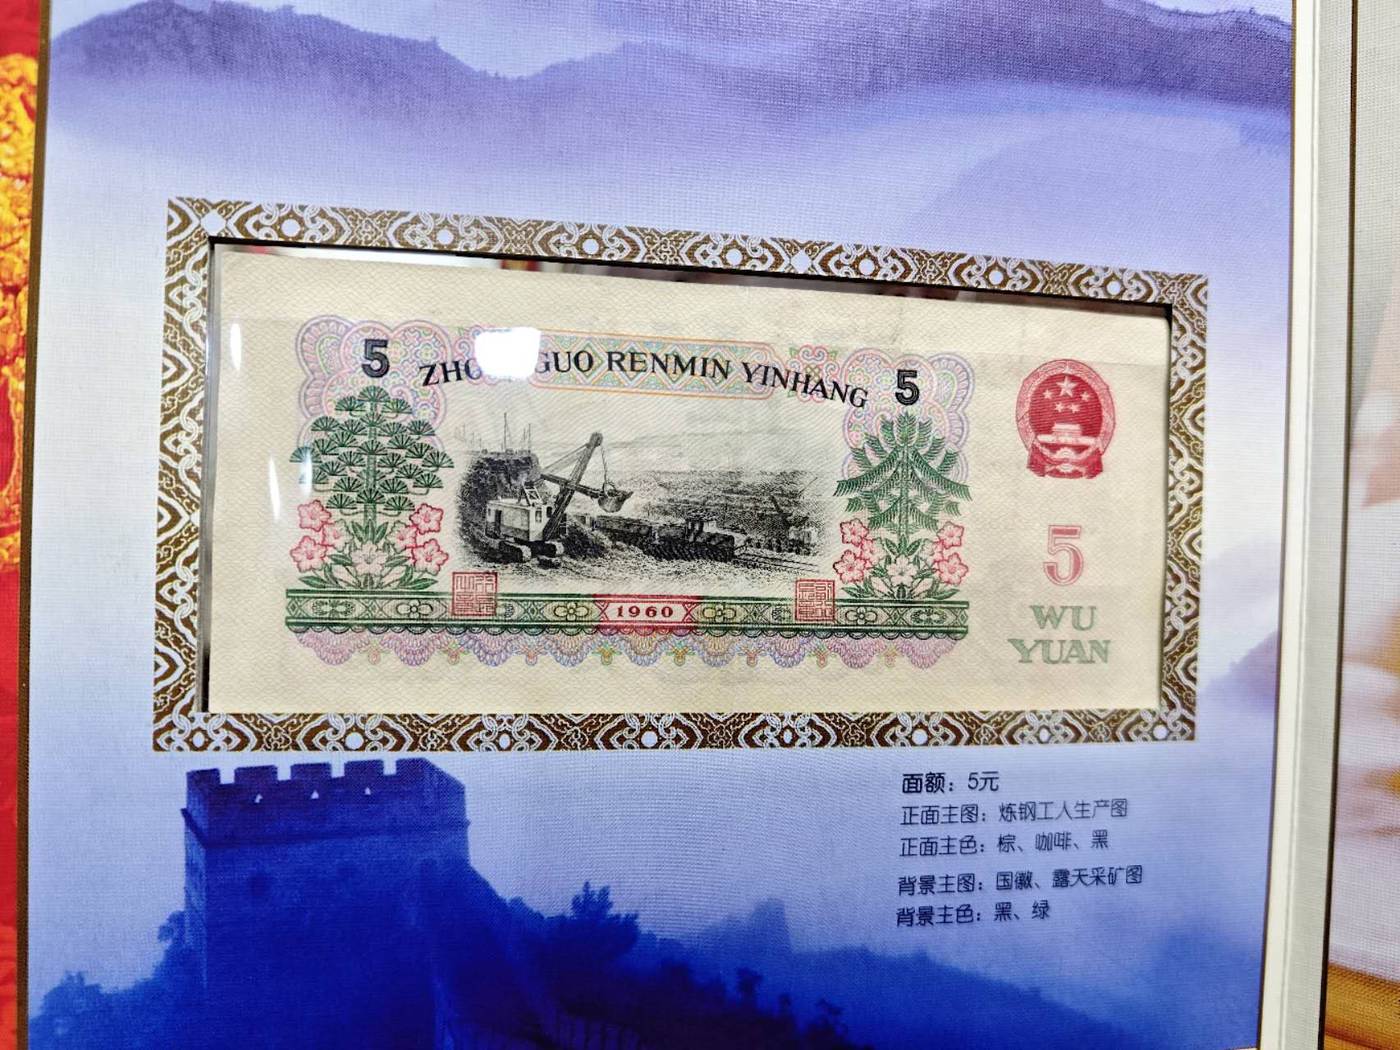 5
GUO RENMIN YINHANG
5
5
1960
WU
YUAN
面额：5元
正面主图：炼钢工人生产图
正面主色：棕、咖啡、黑
背景主图：国徽、露天采矿图
背景主色：黑、绿